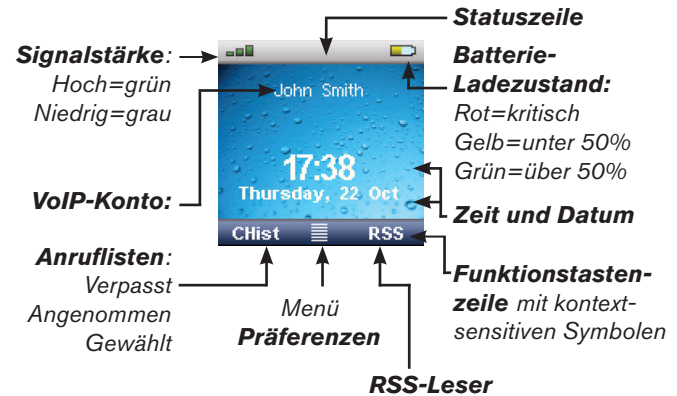 Statuszeile
Signalstärke:
Hoch=grün
Niedrig=grau
Batterie-
Ladezustand:
Rot=kritisch
Gelb=unter 50%
Grün=über 50%
John Smith
17:38
Thursday, 22 Oct
VoIP-Konto:
Zeit und Datum
CHist
RSS
Anruflisten:
Verpasst
Angenommen
Gewählt
Menü
Präferenzen
Funktionstasten-
zeile mit kontext-
sensitiven Symbolen
RSS-Leser